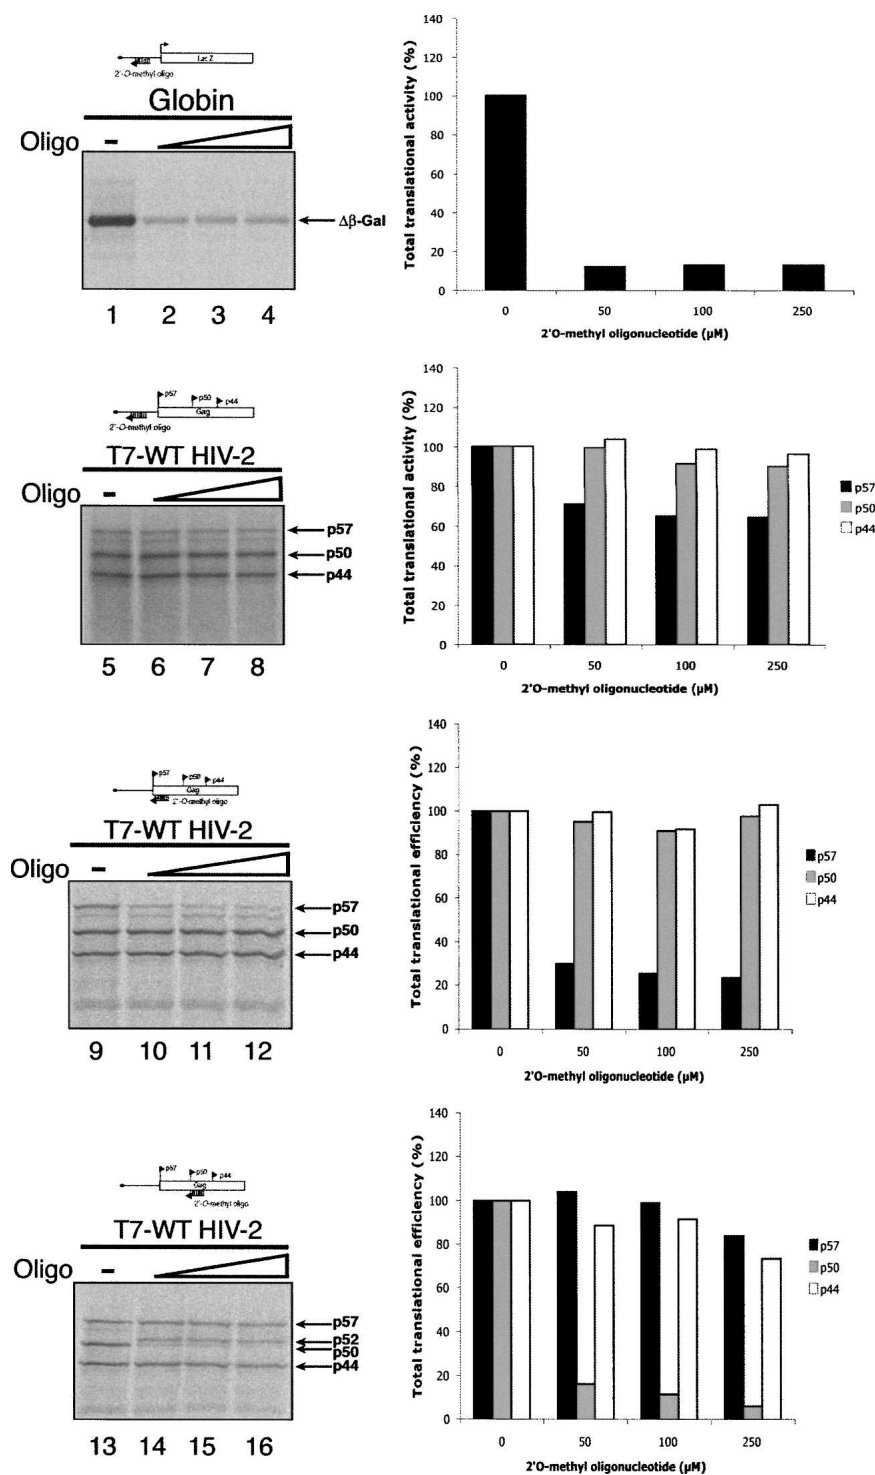 Lac Z
2'-O-methyl oligo
Globin
Oligo
-
Δβ-Gal
1 2 3 4
Total translational activity (%)
140
120
100
80
60
40
20
0
0 50 100 250
2'O-methyl oligonucleotide (µM)
p57
p50
p44
Gag
2'-O-methyl oligo
T7-WT HIV-2
Oligo
-
p57
p50
p44
5 6 7 8
Total translational activity (%)
140
120
100
80
60
40
20
0
0 50 100 250
2'O-methyl oligonucleotide (µM)
p57
p50
p44
p57
p50
p44
Gag
2'-O-methyl oligo
T7-WT HIV-2
Oligo
-
p57
p50
p44
9 10 11 12
Total translational efficiency (%)
140
120
100
80
60
40
20
0
0 50 100 250
2'O-methyl oligonucleotide (µM)
p57
p50
p44
p57
p50
p44
Gag
2'-O-methyl oligo
T7-WT HIV-2
Oligo
-
p57
p52
p50
p44
13 14 15 16
Total translational efficiency (%)
140
120
100
80
60
40
20
0
0 50 100 250
2'O-methyl oligonucleotide (µM)
p57
p50
p44